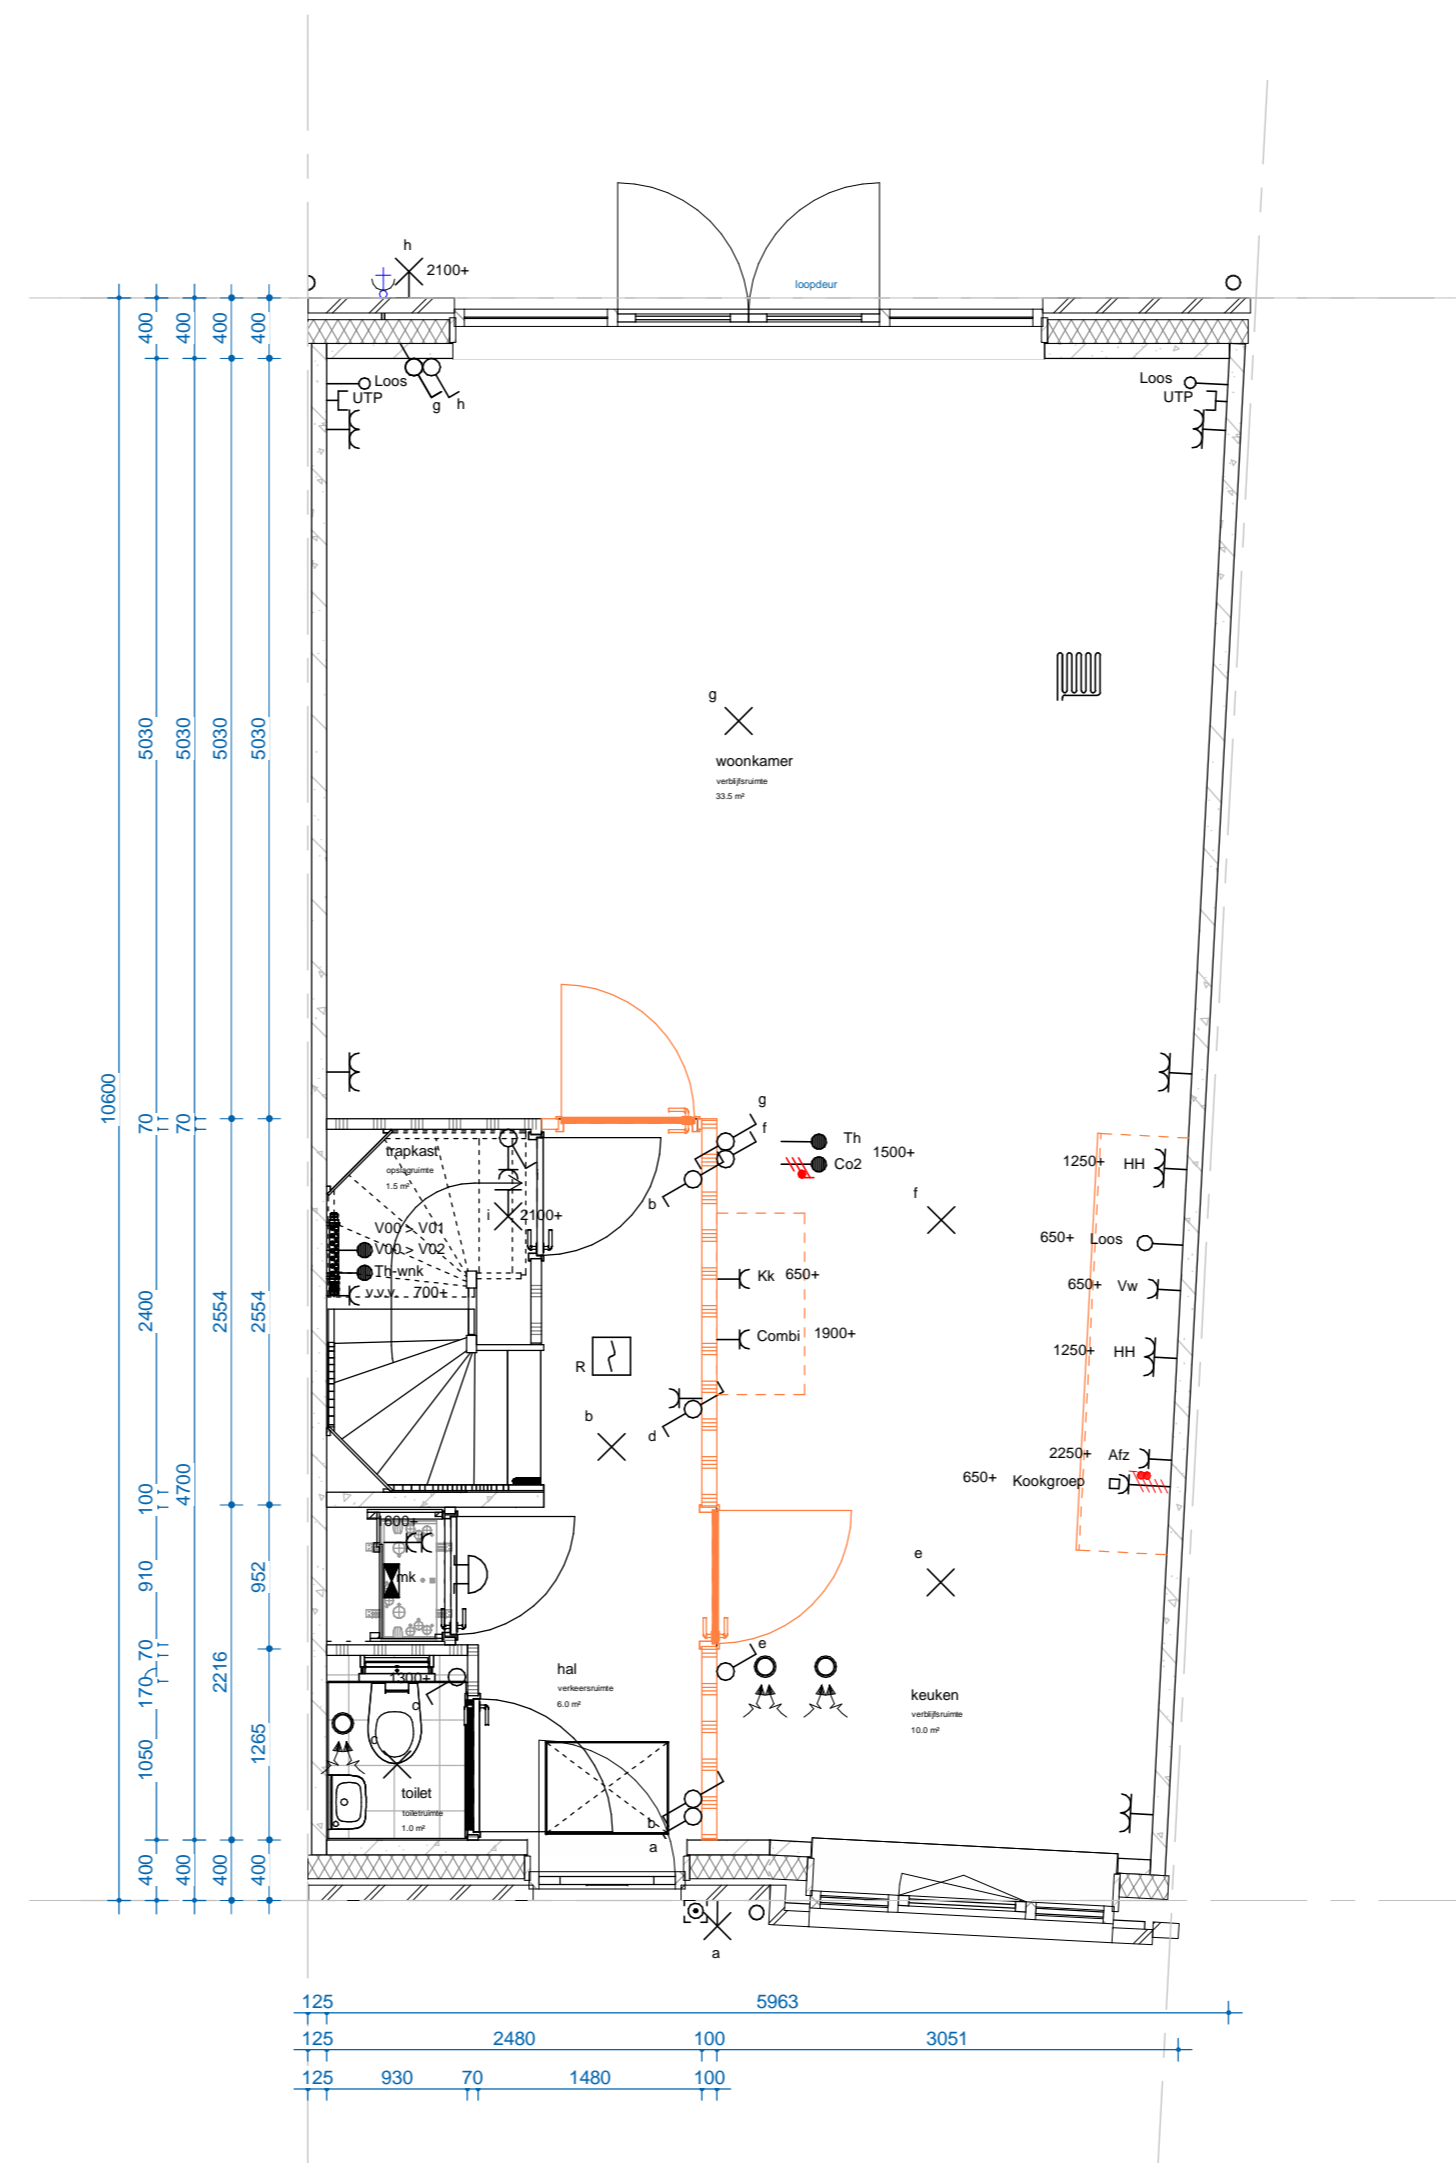 h
2100+
loopdeur
400
400
400
400
Loos
UTP
g
h
Loos
UTP
5030
5030
5030
5030
g
woonkamer
verblijfsruimte
33.5 m²
10600
70
70
g
f
Th
Co2
1500+
b
trapkast
opslagruimte
1.5 m²
i
2100+
V00 > V01
V00 > V02
Th-wnk
v.v.v.
700+
1250+
HH
f
650+
Loos
650+
Vw
Kk
650+
Combi
1900+
1250+
HH
2400
2554
2554
R
b
d
2250+
Afz
650+
Kookgroep
100
4700
1600+
mk
910
952
e
70
170
2216
1300+
c
e
hal
verkeersruimte
6.0 m²
keuken
verblijfsruimte
10.0 m²
1050
1265
c
toilet
toiletruimte
1.0 m²
b
a
400
400
400
400
a
125
5963
125
2480
100
3051
125
930
70
1480
100